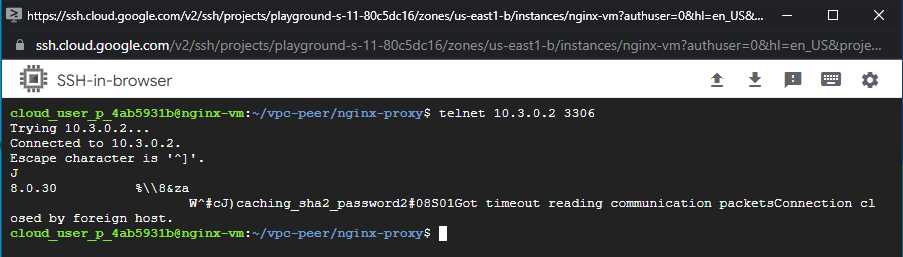 https://ssh.cloud.google.com/v2/ssh/projects/playground-s-11-80c5dc16/zones/us-east1-b/instances/nginx-vm?authuser=0&hl=en_US&...
ssh.cloud.google.com/v2/ssh/projects/playground-s-11-80c5dc16/zones/us-east1-b/instances/nginx-vm?authuser=0&hl=en_US&proje...
SSH-in-browser
cloud_user_p_4ab5931b@nginx-vm:~/vpc-peer/nginx-proxy$ telnet 10.3.0.2 3306
Trying 10.3.0.2...
Connected to 10.3.0.2.
Escape character is '^]'.
J
8.0.30 %\\8&za
W^#cJ)caching_sha2_password2#08S01Got timeout reading communication packetsConnection cl
osed by foreign host.
cloud_user_p_4ab5931b@nginx-vm:~/vpc-peer/nginx-proxy$